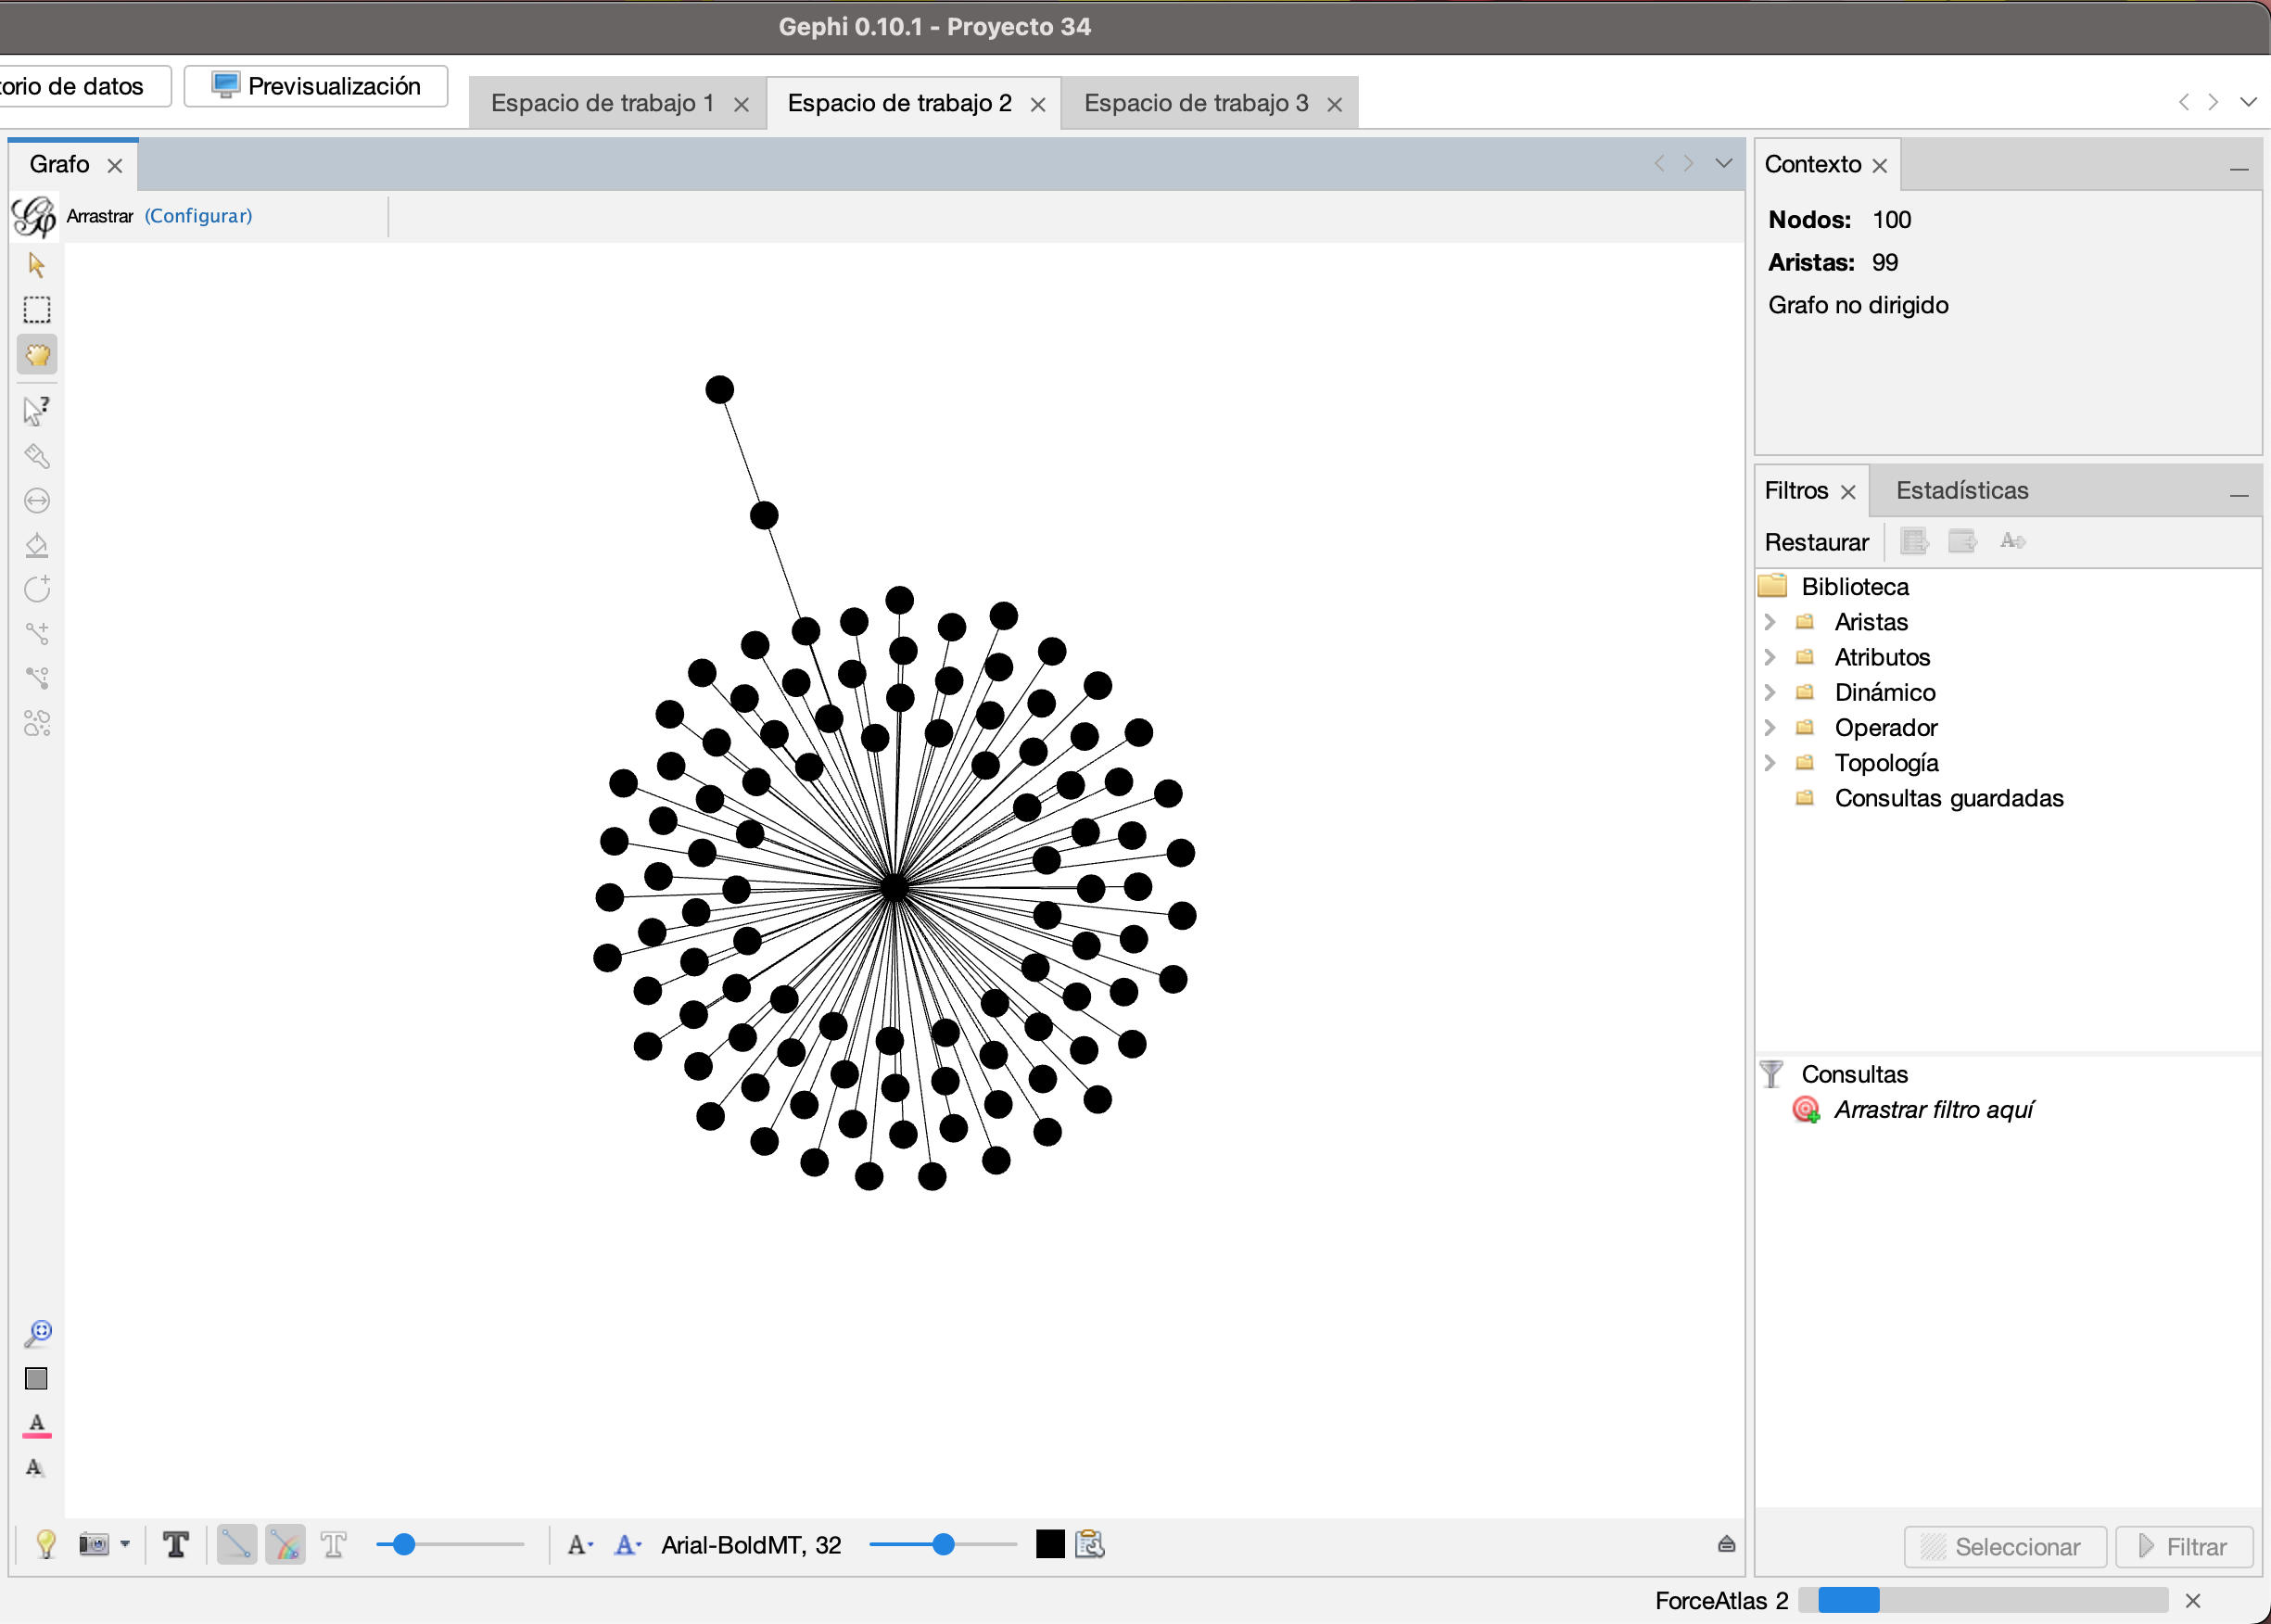 Gephi 0.10.1 - Proyecto 34
torio de datos
Previsualización
Espacio de trabajo 1
Espacio de trabajo 2
Espacio de trabajo 3
Grafo
Arrastrar (Configurar)
Contexto
Nodos: 100
Aristas: 99
Grafo no dirigido
Filtros
Estadísticas
Restaurar
Biblioteca
Aristas
Atributos
Dinámico
Operador
Topología
Consultas guardadas
Consultas
Arrastrar filtro aquí
Arial-BoldMT, 32
Seleccionar
Filtrar
ForceAtlas 2